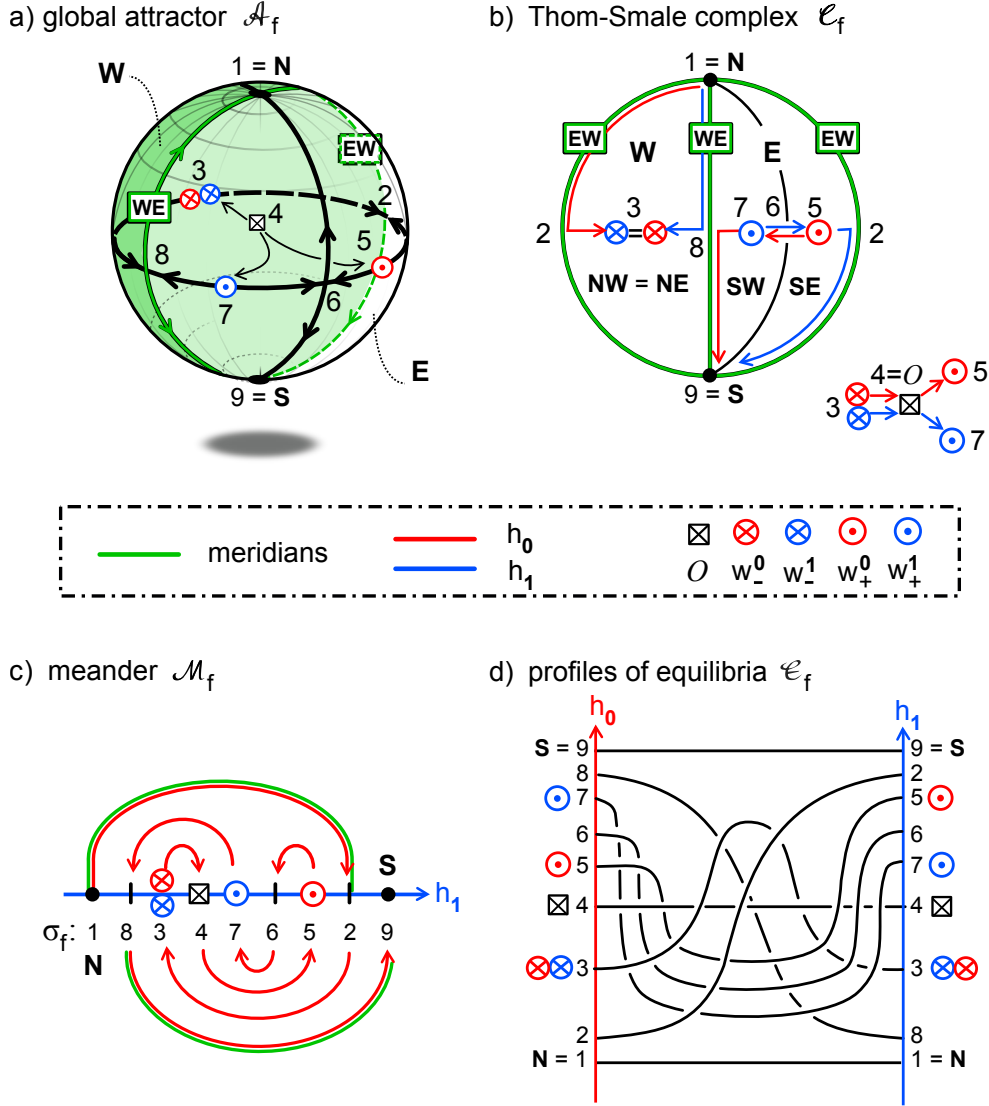 a) global attractor 𝒜f
1 = N
W
EW
3
WE
2
4
5
8
6
7
E
9 = S
b) Thom-Smale complex 𝒞f
1 = N
EW
WE
EW
W
E
2
3
=
7
6
5
2
8
NW = NE
SW
SE
9 = S
4=𝒪
5
3
7
meridians
h0
h1
𝒪
w0−
w1−
w0+
w1+
c) meander ℳf
S
h1
σf: 1 8 3 4 7 6 5 2 9
N
d) profiles of equilibria ℰf
h0
h1
S = 9
9 = S
8
2
7
5
6
6
5
7
4
4
3
3
2
8
N = 1
1 = N